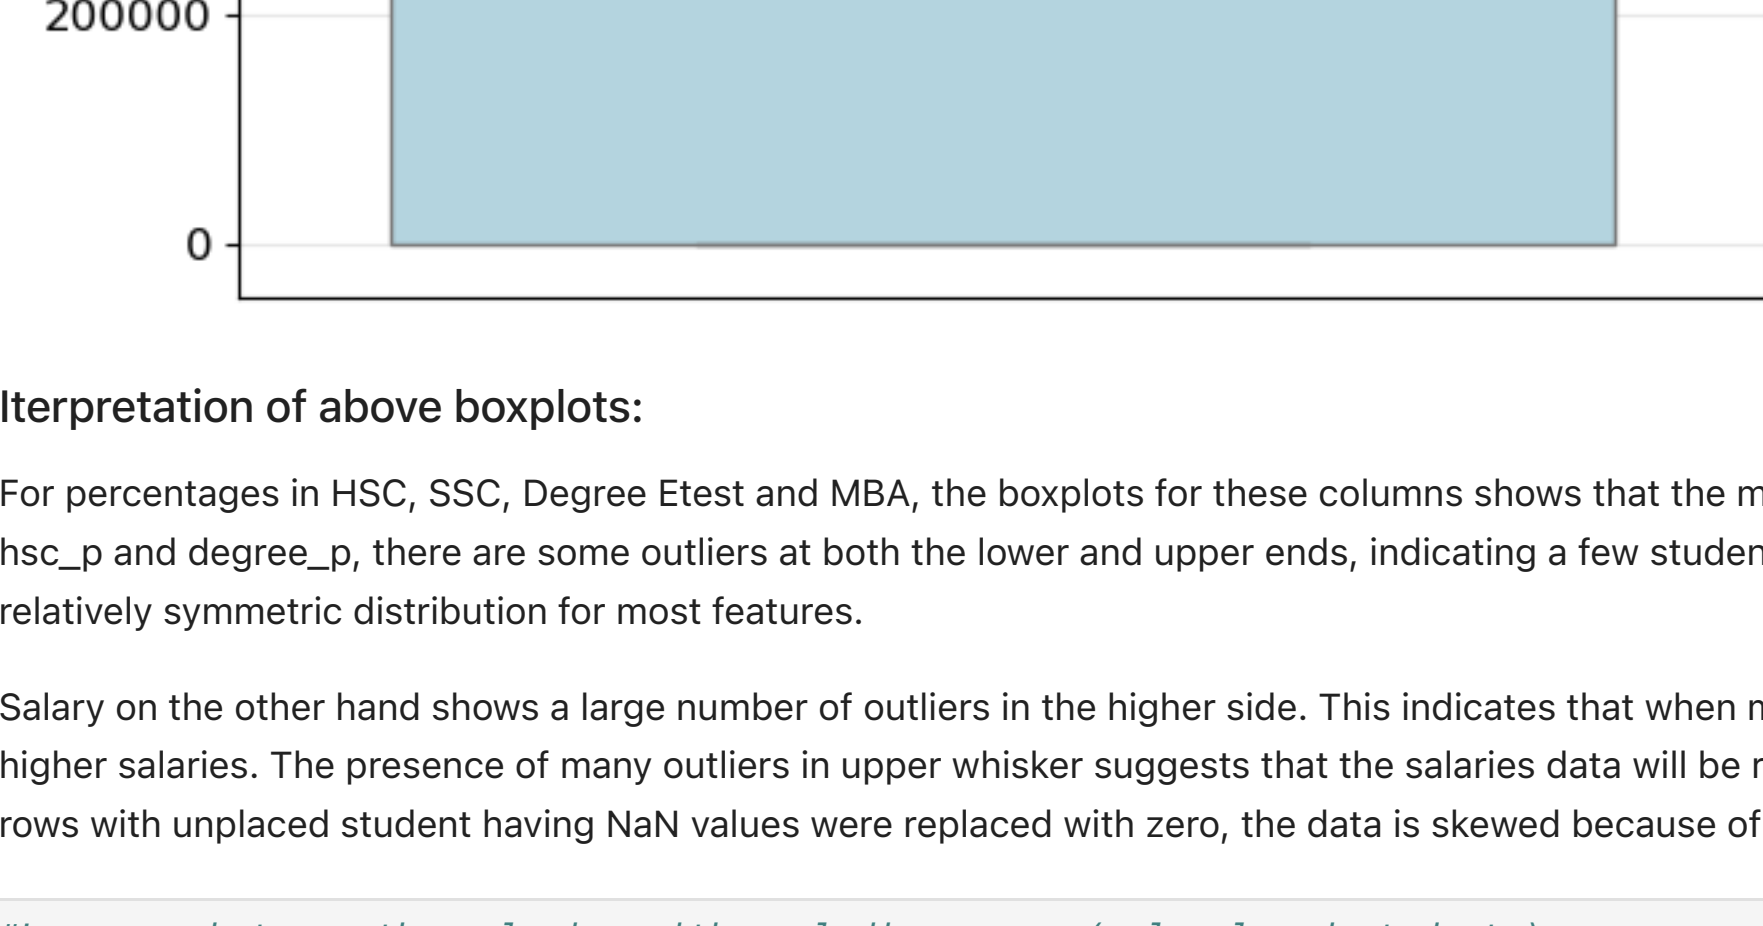 200000
0
Iterpretation of above boxplots:
For percentages in HSC, SSC, Degree Etest and MBA, the boxplots for these columns shows that the
hsc_p and degree_p, there are some outliers at both the lower and upper ends, indicating a few studen
relatively symmetric distribution for most features.
Salary on the other hand shows a large number of outliers in the higher side. This indicates that when
higher salaries. The presence of many outliers in upper whisker suggests that the salaries data will be
rows with unplaced student having NaN values were replaced with zero, the data is skewed because of